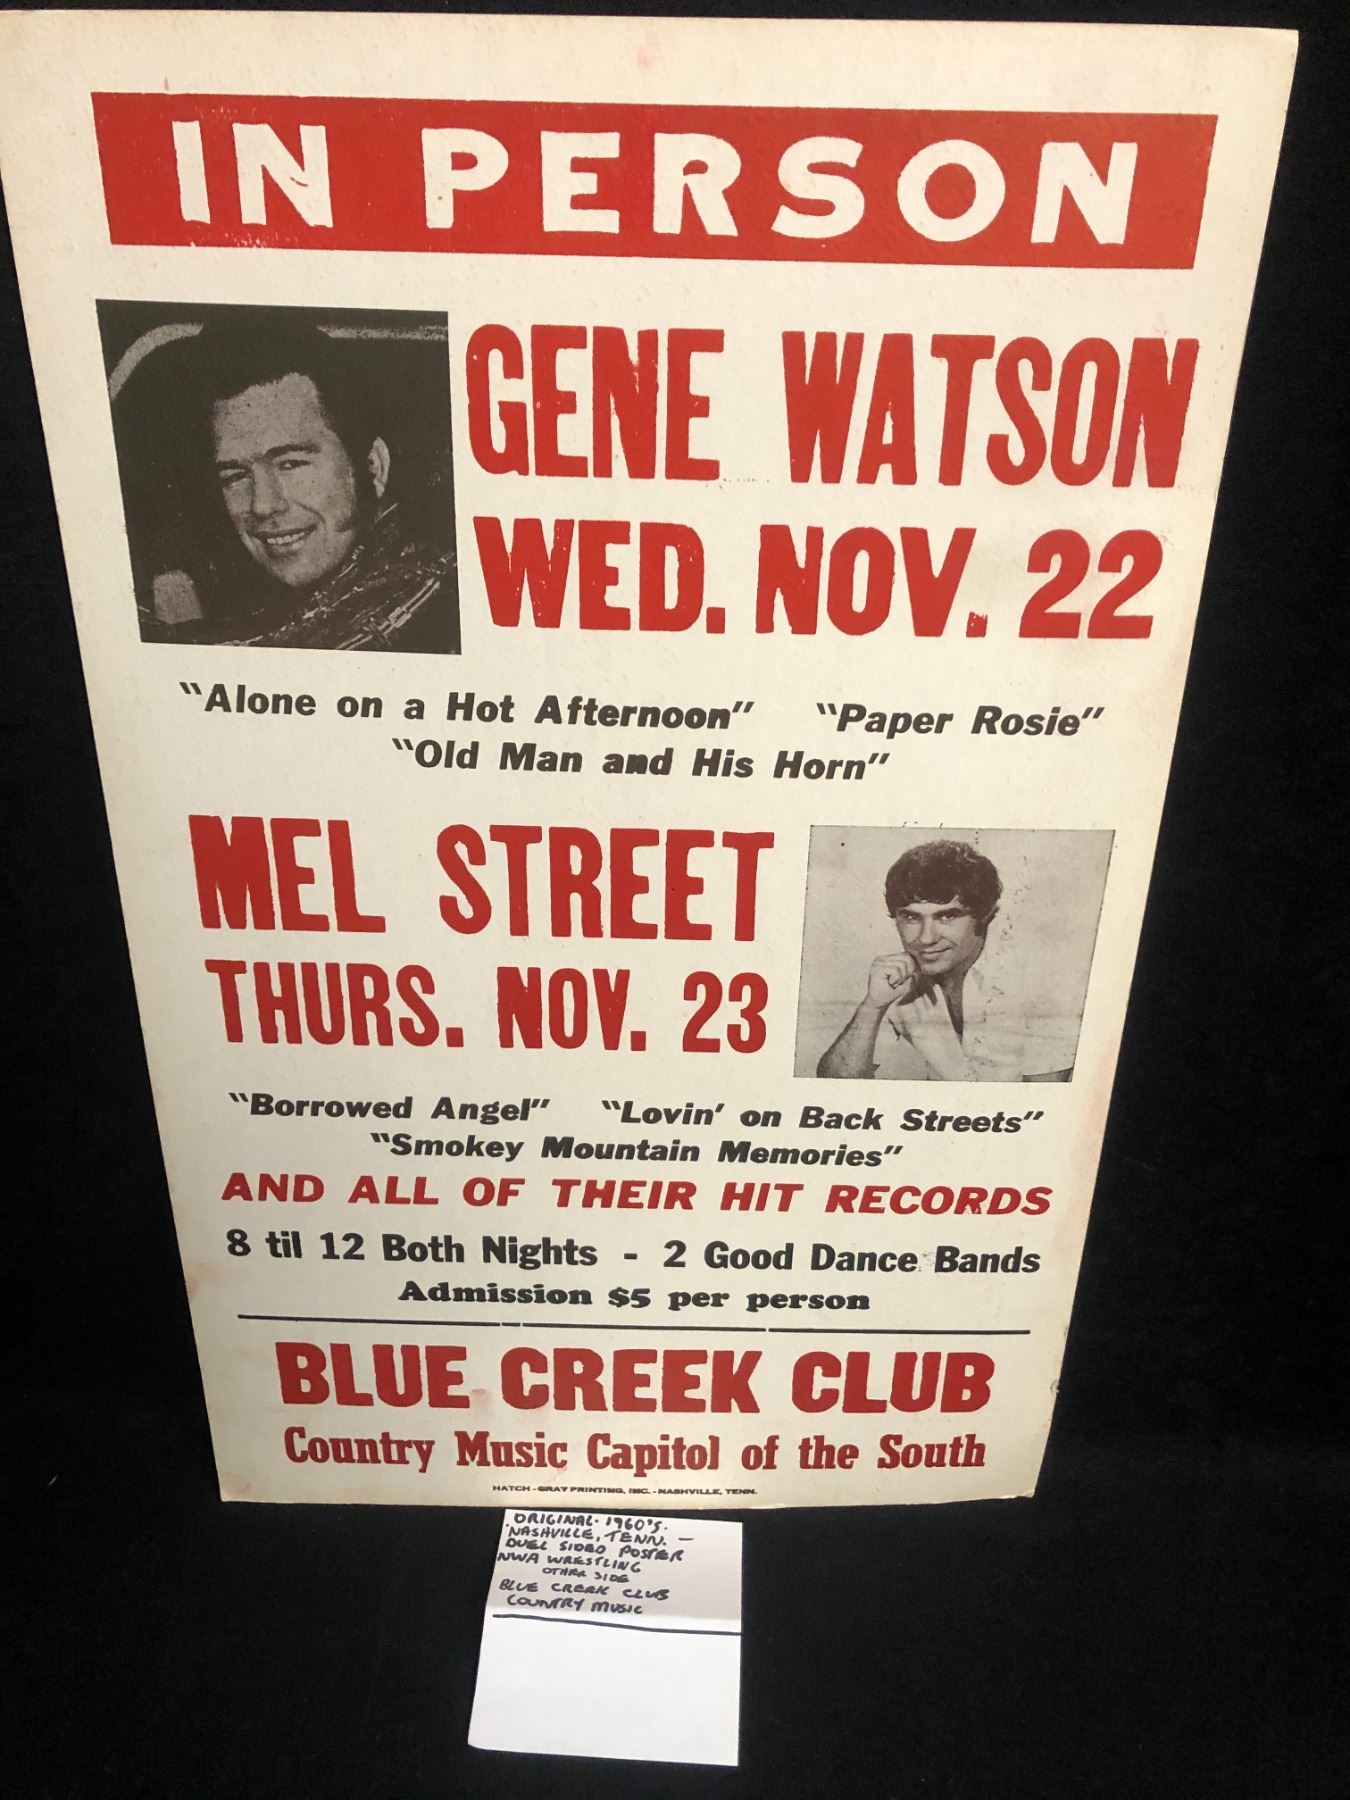 IN PERSON
GENE WATSON
WED. NOV. 22
"Alone on a Hot Afternoon" "Paper Rosie"
"Old Man and His Horn"
MEL STREET
THURS. NOV. 23
"Borrowed Angel" "Lovin' on Back Streets"
"Smokey Mountain Memories"
AND ALL OF THEIR HIT RECORDS
8 til 12 Both Nights - 2 Good Dance Bands
Admission $5 per person
BLUE CREEK CLUB
Country Music Capitol of the South
HATCH - GRAY PRINTING, INC. - NASHVILLE, TENN.
ORIGINAL. 1960'S.
NASHVILLE, TENN. -
DUEL SIDED POSTER
NWA WRESTLING
OTHER SIDE
BLUE CREEK CLUB
COUNTRY MUSIC